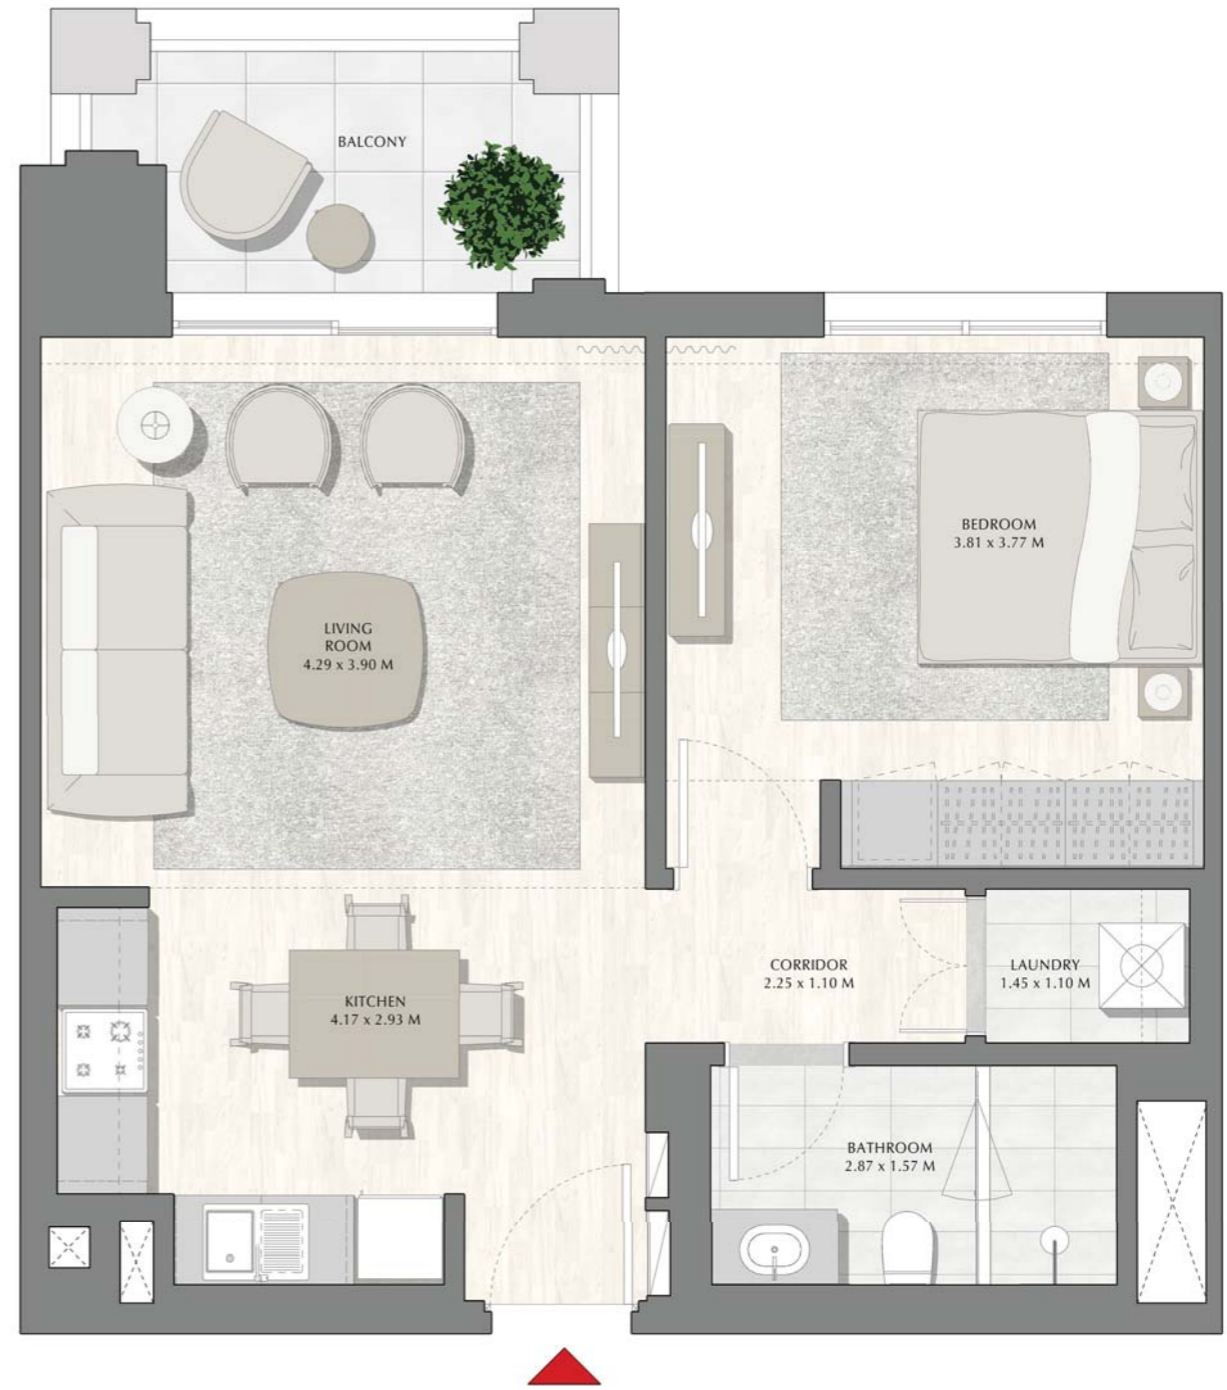 BALCONY
BEDROOM
3.81 x 3.77 M
LIVING
ROOM
4.29 x 3.90 M
CORRIDOR
2.25 x 1.10 M
LAUNDRY
1.45 x 1.10 M
KITCHEN
4.17 x 2.93 M
BATHROOM
2.87 x 1.57 M